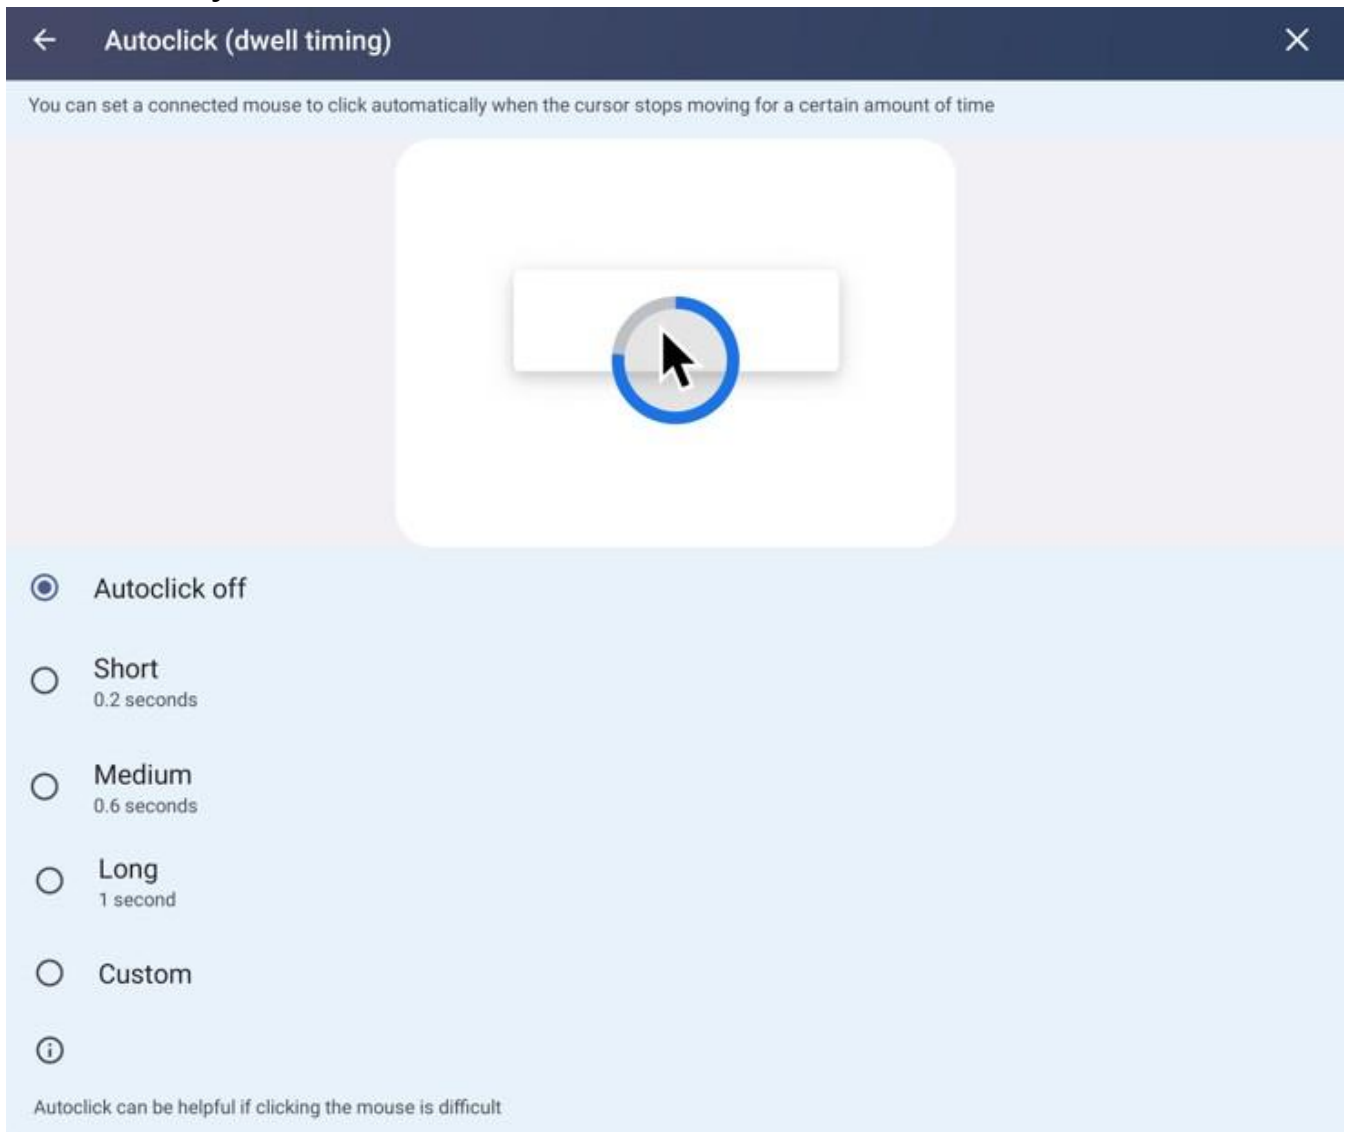 Autoclick (dwell timing)
You can set a connected mouse to click automatically when the cursor stops moving for a certain amount of time
Autoclick off
Short
0.2 seconds
Medium
0.6 seconds
Long
1 second
Custom
Autoclick can be helpful if clicking the mouse is difficult